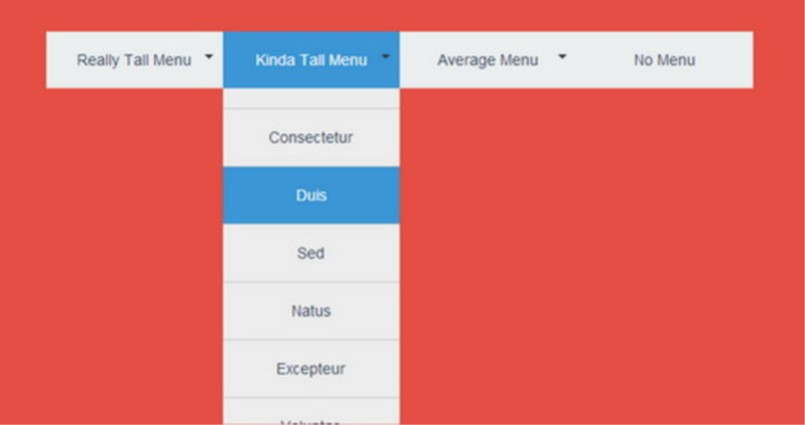 Really Tall Menu Kinda Tall Menu Average Menu No Menu
Consectetur
Duis
Sed
Natus
Excepteur